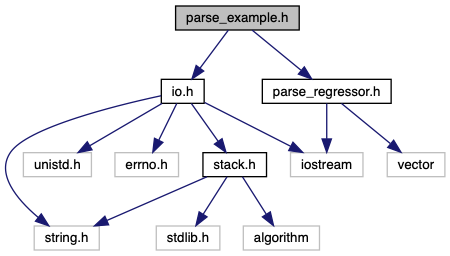 parse_example.h
io.h
parse_regressor.h
unistd.h
errno.h
stack.h
iostream
vector
string.h
stdlib.h
algorithm